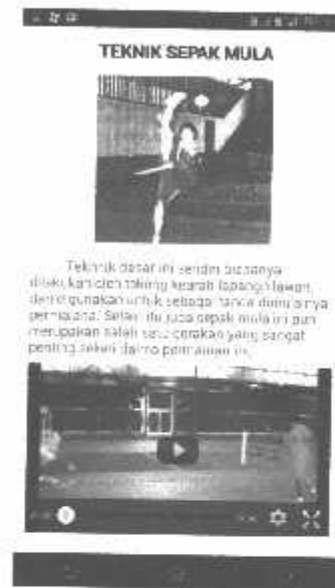 TEKNIK SEPAK MULA
Teknik dasar ini sendiri biasanya
dilakukan oleh tekong kearah lapangan lawan,
dan digunakan untuk sebagai tanda dimulainya
permainan. Selain itu juga sepak mula ini pun
merupakan salah satu gerakan yang sangat
penting sekali dalam permainan ini.